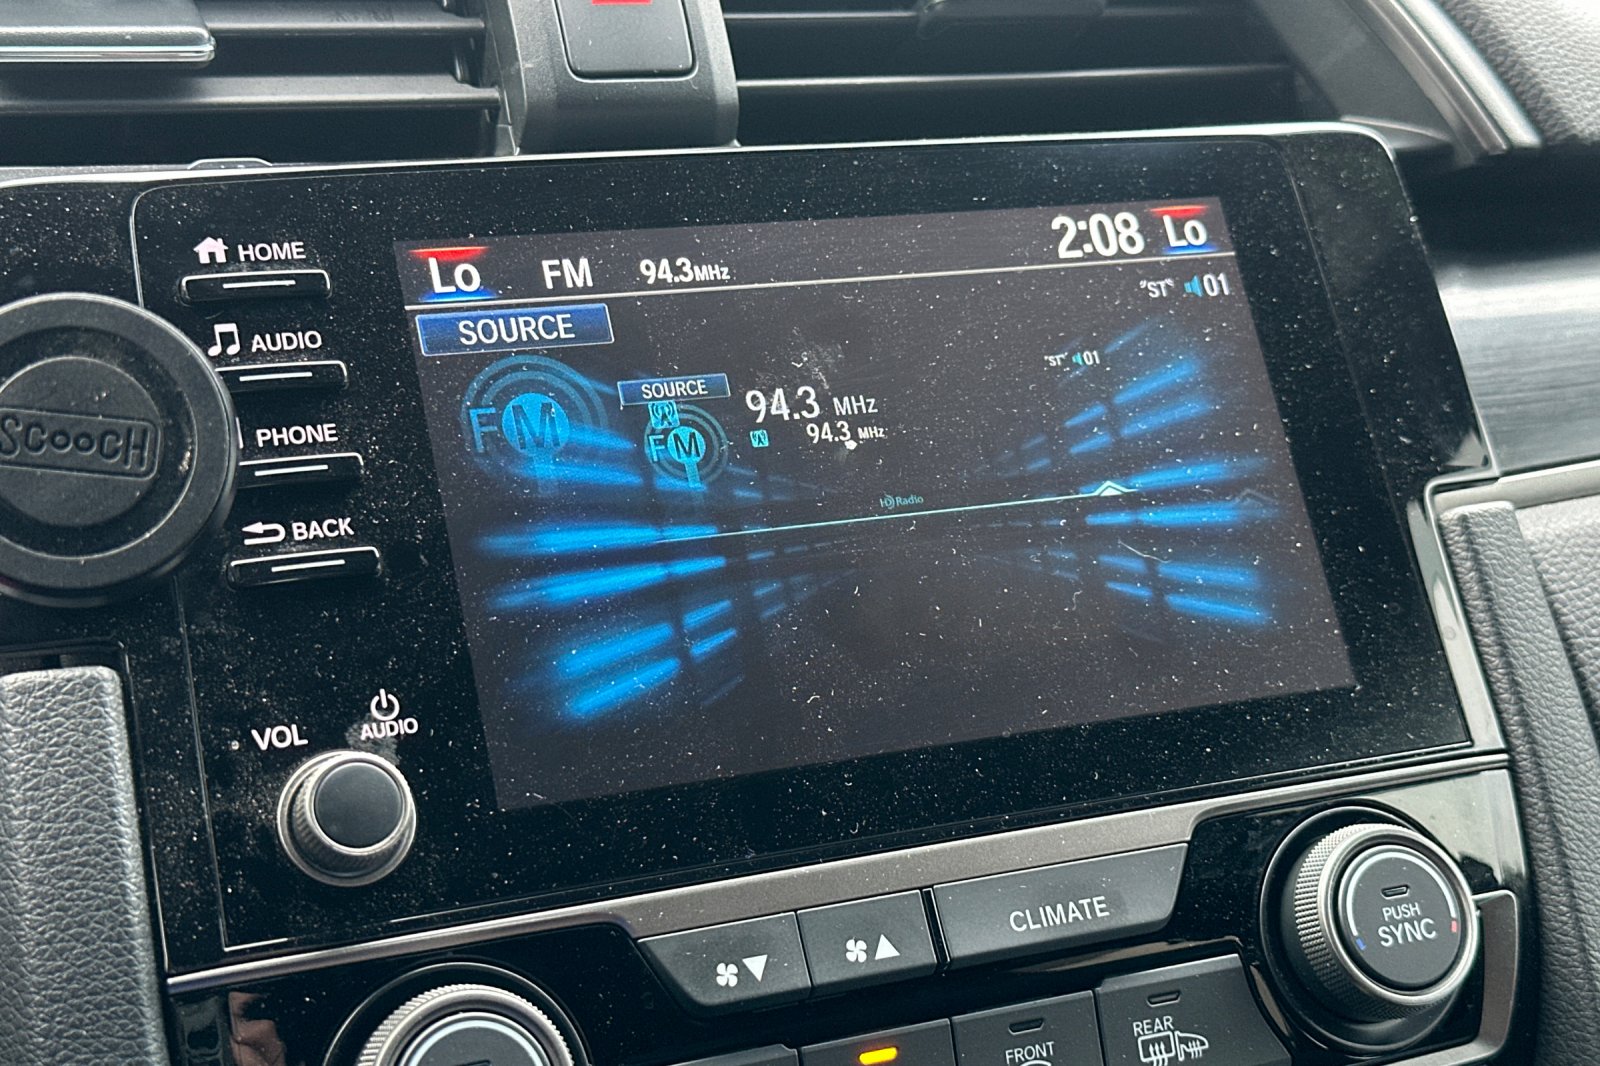 HOME
AUDIO
PHONE
BACK
SCOOCH
VOL
AUDIO
Lo FM 94.3MHz 2:08 Lo
"ST" 01
SOURCE
FM
"ST" 01
SOURCE
94.3 MHz
FM
94.3 MHz
HD Radio
CLIMATE
PUSH
SYNC
FRONT
REAR